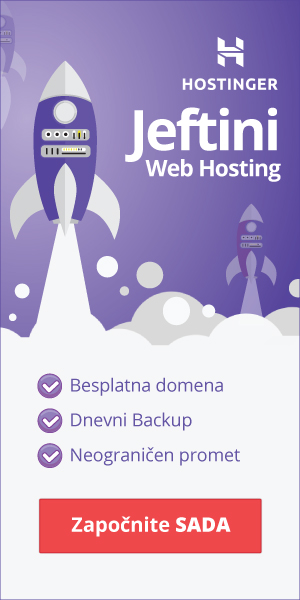 HOSTINGER
Jeftini
Web Hosting
Besplatna domena
Dnevni Backup
Neograničen promet
Započnite SADA